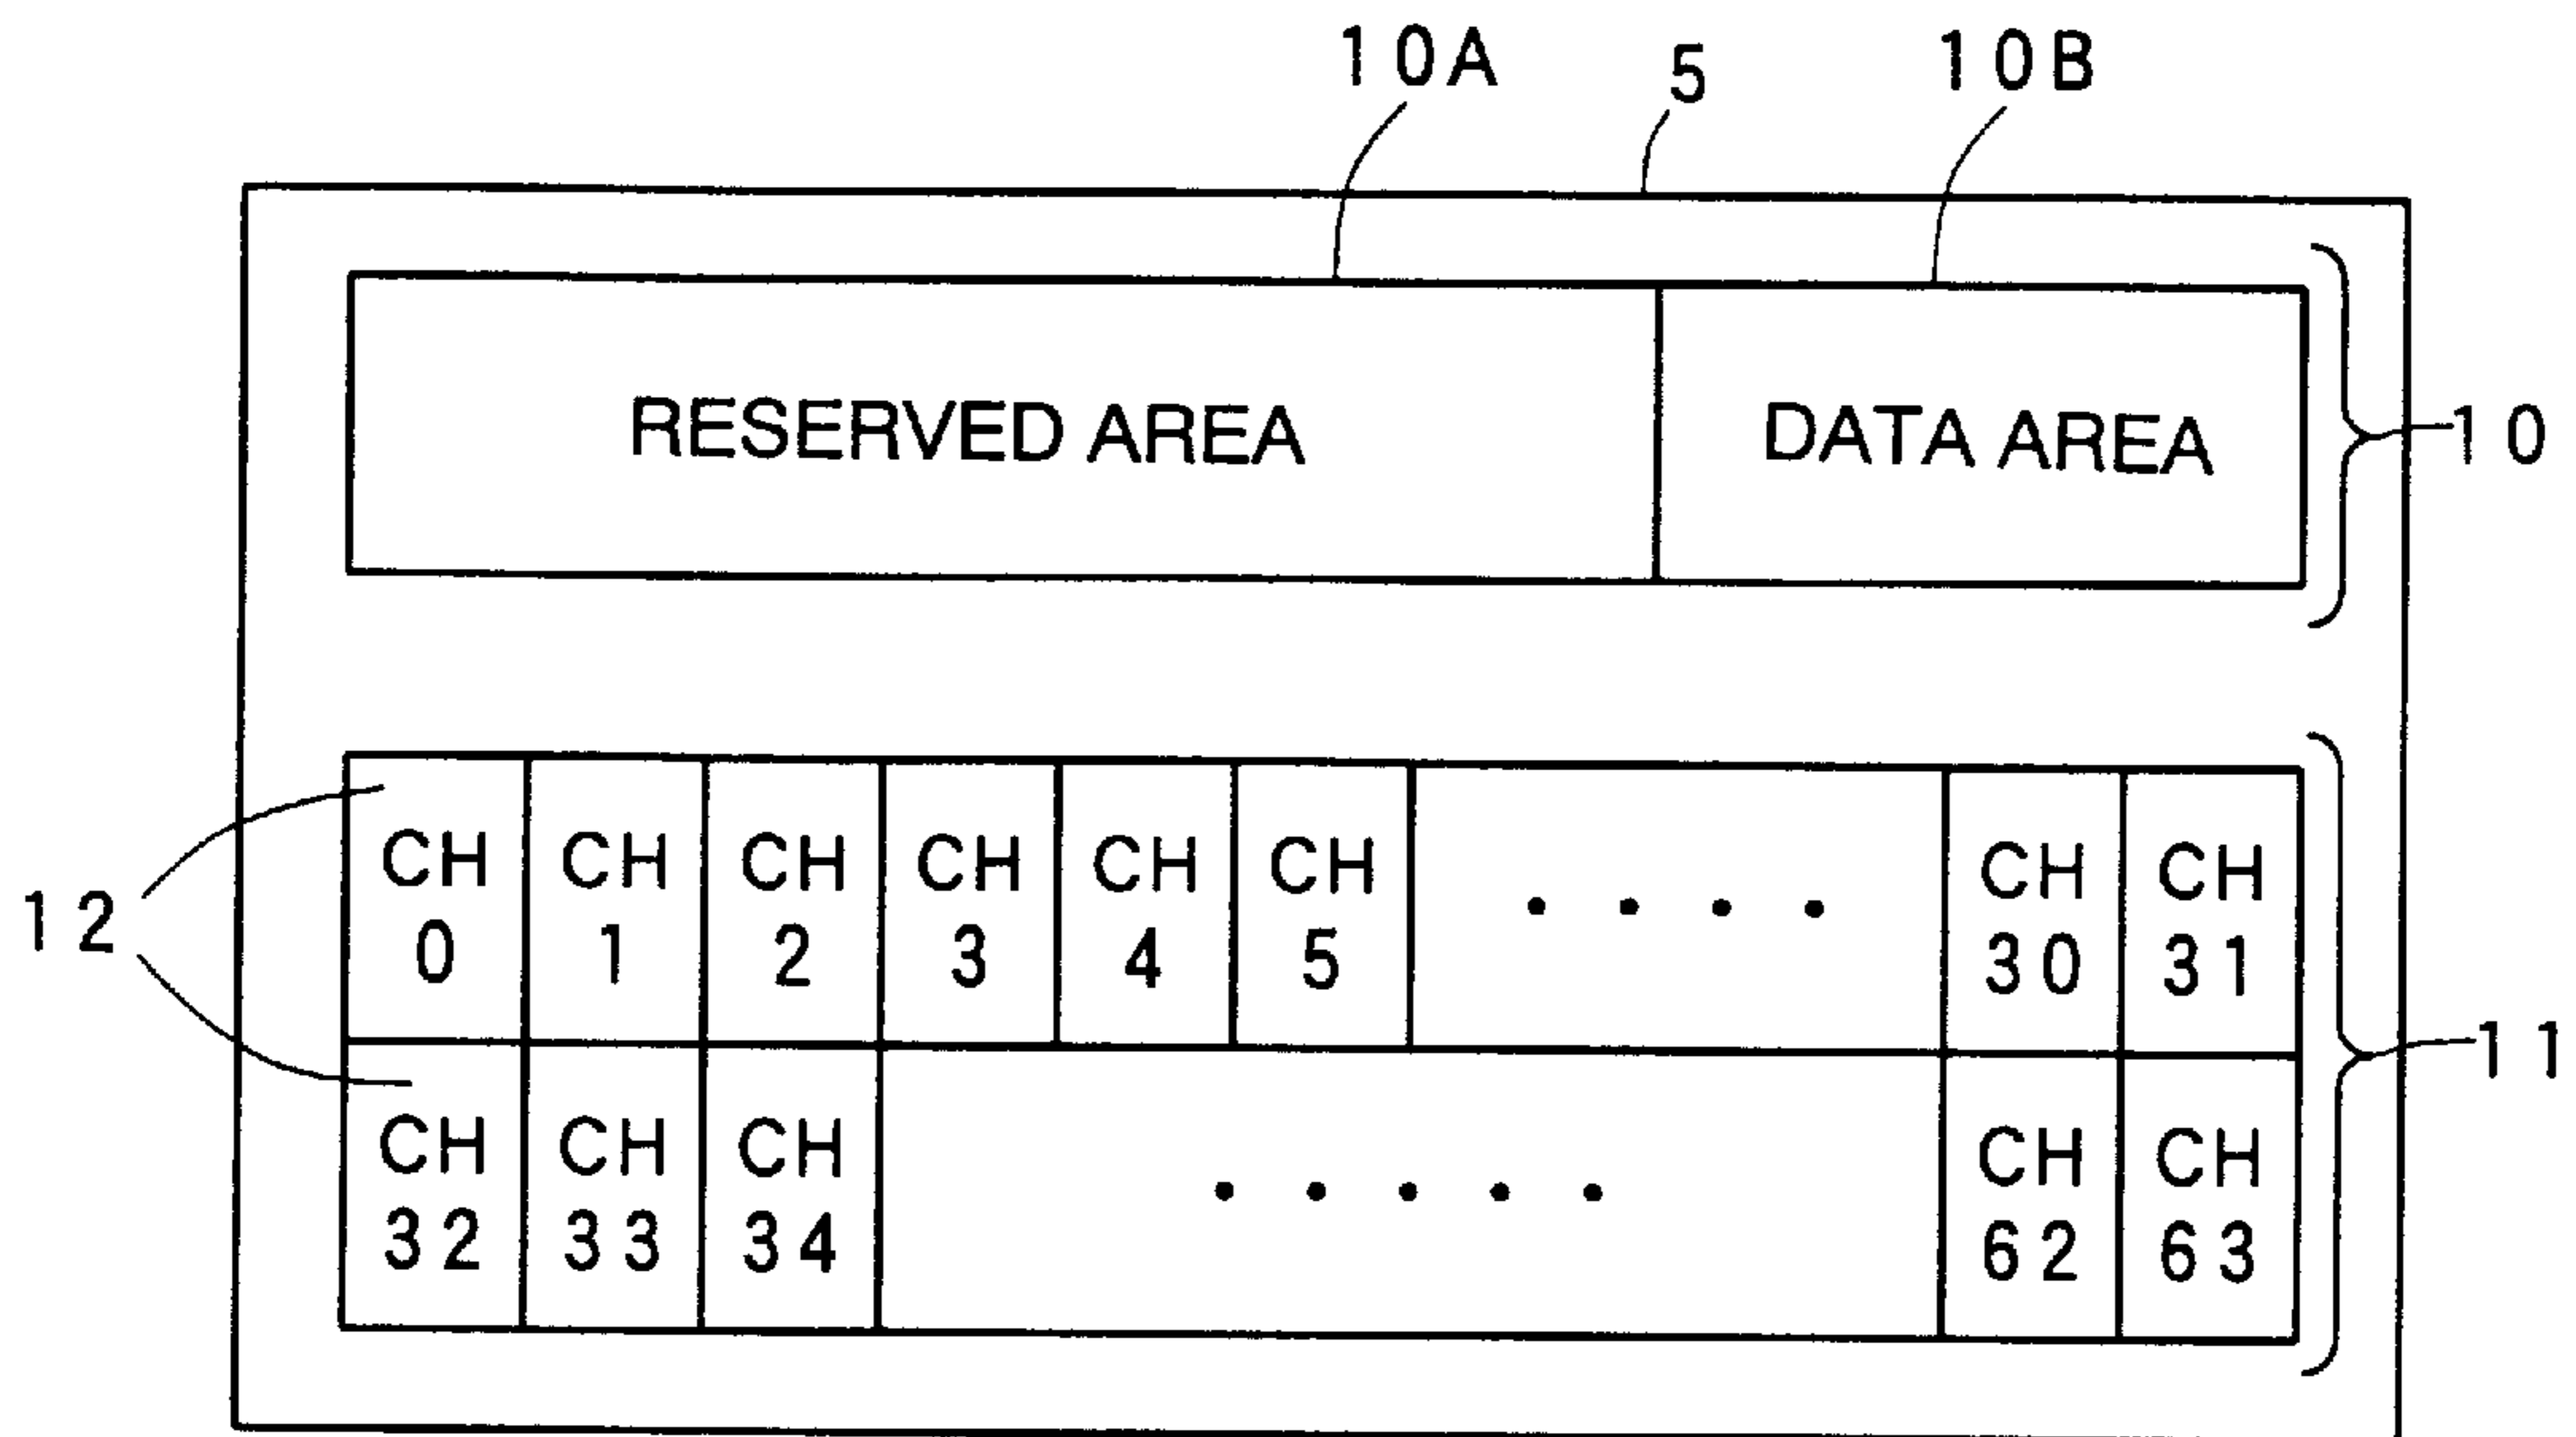 10A 5 10B
RESERVED AREA DATA AREA
10
CH 0 CH 1 CH 2 CH 3 CH 4 CH 5 • • • • CH 30 CH 31
12
11
CH 32 CH 33 CH 34 • • • • • CH 62 CH 63